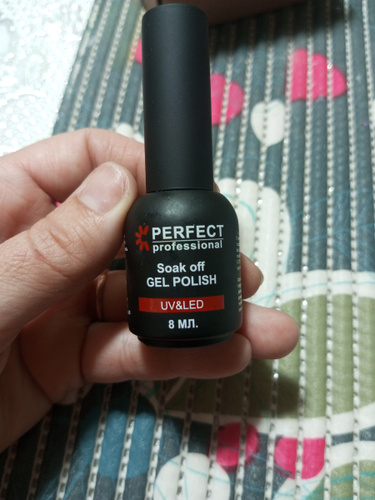 PERFECT
professional
Soak off
GEL POLISH
UV&LED
8 МЛ.